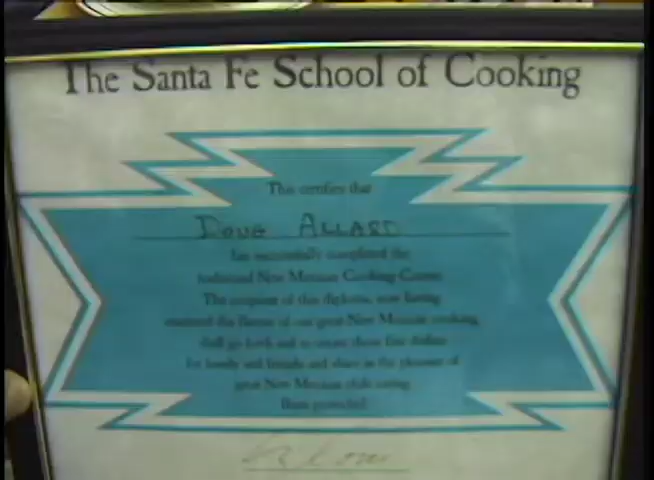 The Santa Fe School of Cooking
This certifies that
DOUG ALLARD
has successfully completed the
traditional New Mexican Cooking Course
The recipient of this diploma, now having
mastered the flavors of our great New Mexican cooking,
shall go forth and re-create these fine dishes
for family and friends and share in the pleasure of
great New Mexican style eating.